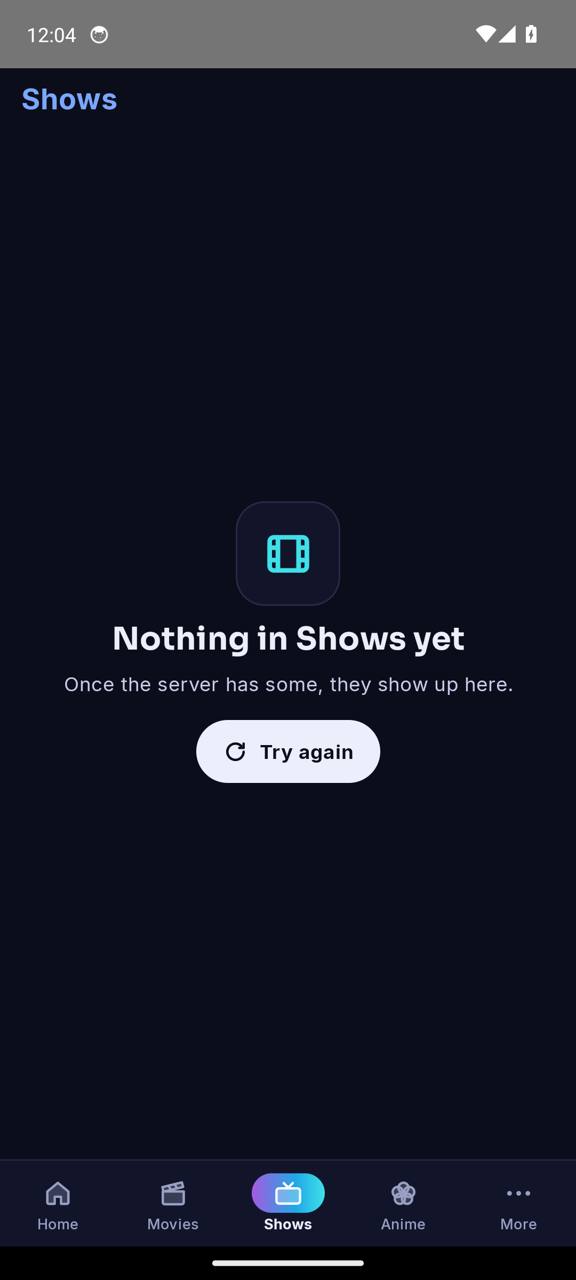 12:04
Shows
Nothing in Shows yet
Once the server has some, they show up here.
Try again
Home
Movies
Shows
Anime
More